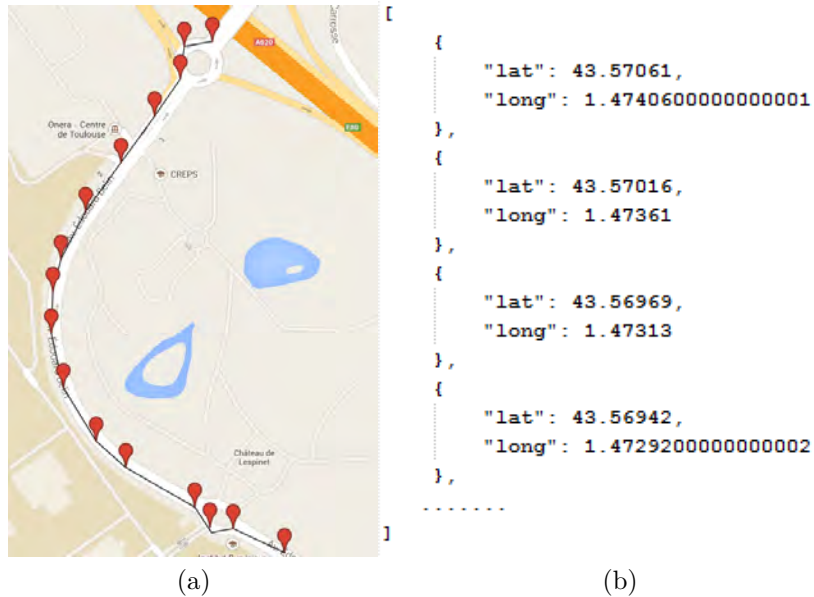 A620
Onera - Centre
de Toulouse
CREPS
Château de
Lespinet
[
{
"lat": 43.57061,
"long": 1.4740600000000001
},
{
"lat": 43.57016,
"long": 1.47361
},
{
"lat": 43.56969,
"long": 1.47313
},
{
"lat": 43.56942,
"long": 1.4729200000000002
},
.......
]
(a)
(b)